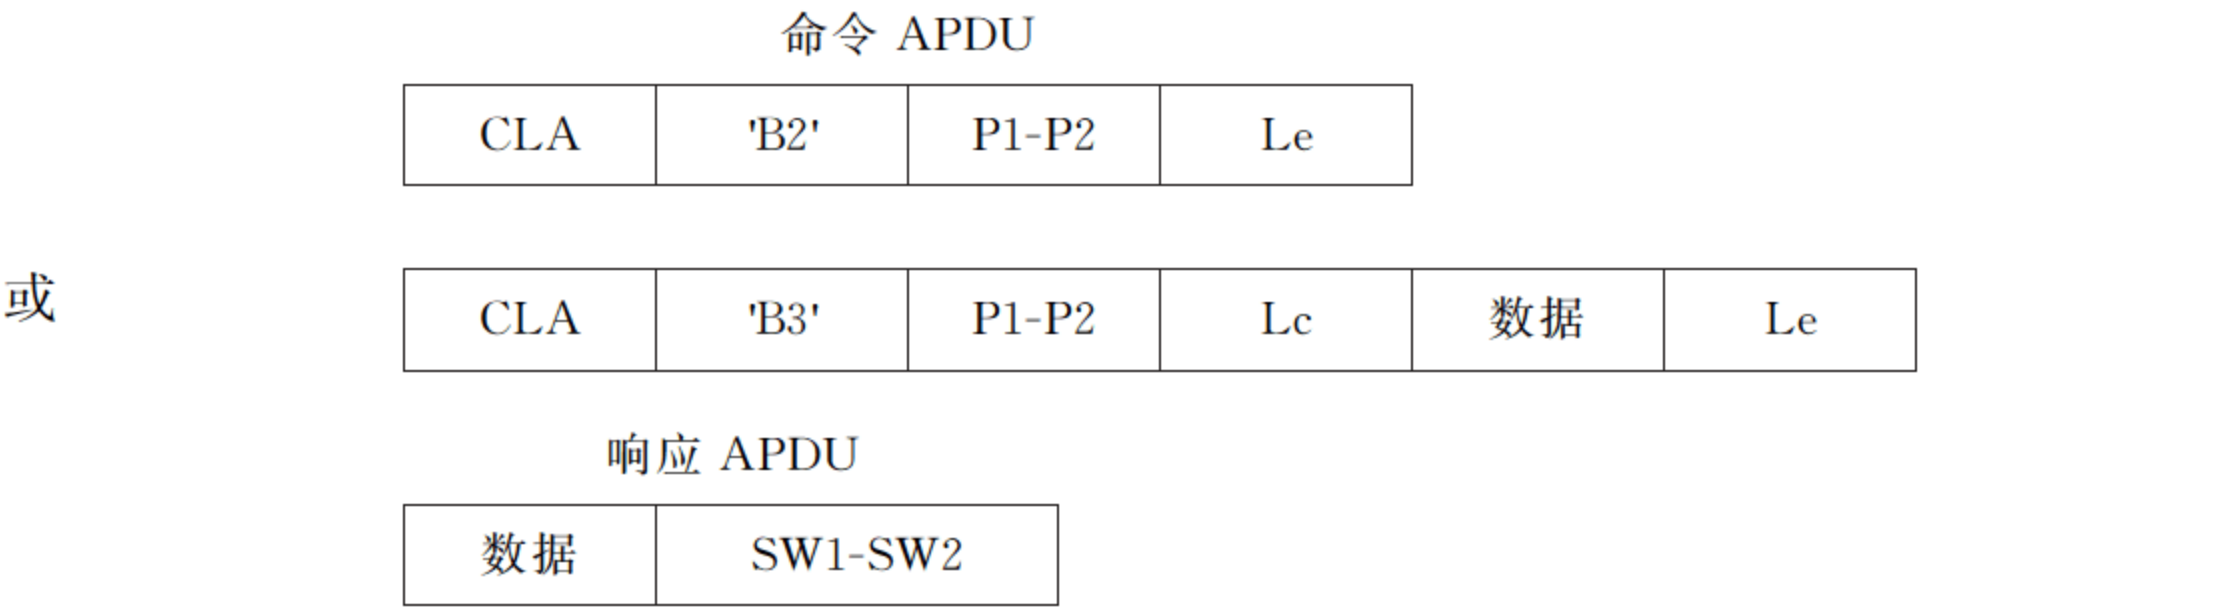 命令 APDU
CLA 'B2' P1-P2 Le
或
CLA 'B3' P1-P2 Lc 数据 Le
响应 APDU
数据 SW1-SW2